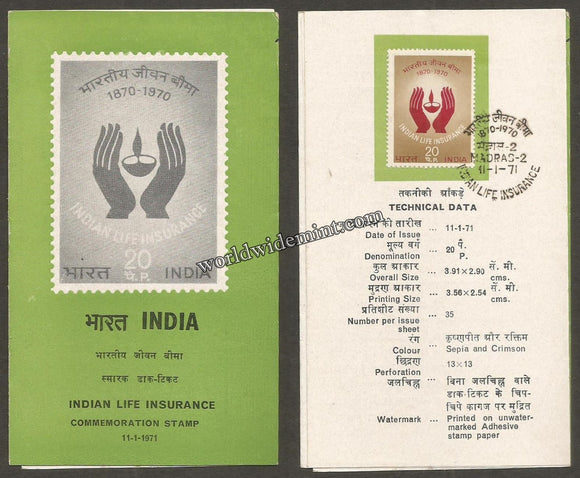 भारतीय जीवन बीमा
1870-1970
INDIAN LIFE INSURANCE
भारत 20 पै. P. INDIA
भारत INDIA
भारतीय जीवन बीमा
स्मारक डाक-टिकट
INDIAN LIFE INSURANCE
COMMEMORATION STAMP
11-1-1971
भारतीय जीवन बीमा
1870-1970
INDIAN LIFE INSURANCE
भारत 20 पै. P. INDIA
भारतीय जीवन बीमा
1870-1970
मद्रास-2
MADRAS-2
11-1-71
INDIAN LIFE INSURANCE
तकनीकी आंकड़े
TECHNICAL DATA
की तारीख ... 11-1-71
Date of Issue
मूल्य वर्ग ... 20 पै.
Denomination P.
कुल आकार ... 3.91×2.90 सें. मी.
Overall Size cms.
मुद्रण आकार ... 3.56×2.54 सें. मी.
Printing Size cms.
प्रतिशीट संख्या ... 35
Number per issue
sheet
रंग ... कृष्णपीत और रक्तिम
Colour Sepia and Crimson
छिद्रण ... 13×13
Perforation
जलचिह्न ... बिना जलचिह्न वाले
डाक-टिकट के चिप-
चिपे कागज पर मुद्रित
Watermark ... Printed on unwater-
marked Adhesive
stamp paper
worldwidemint.com